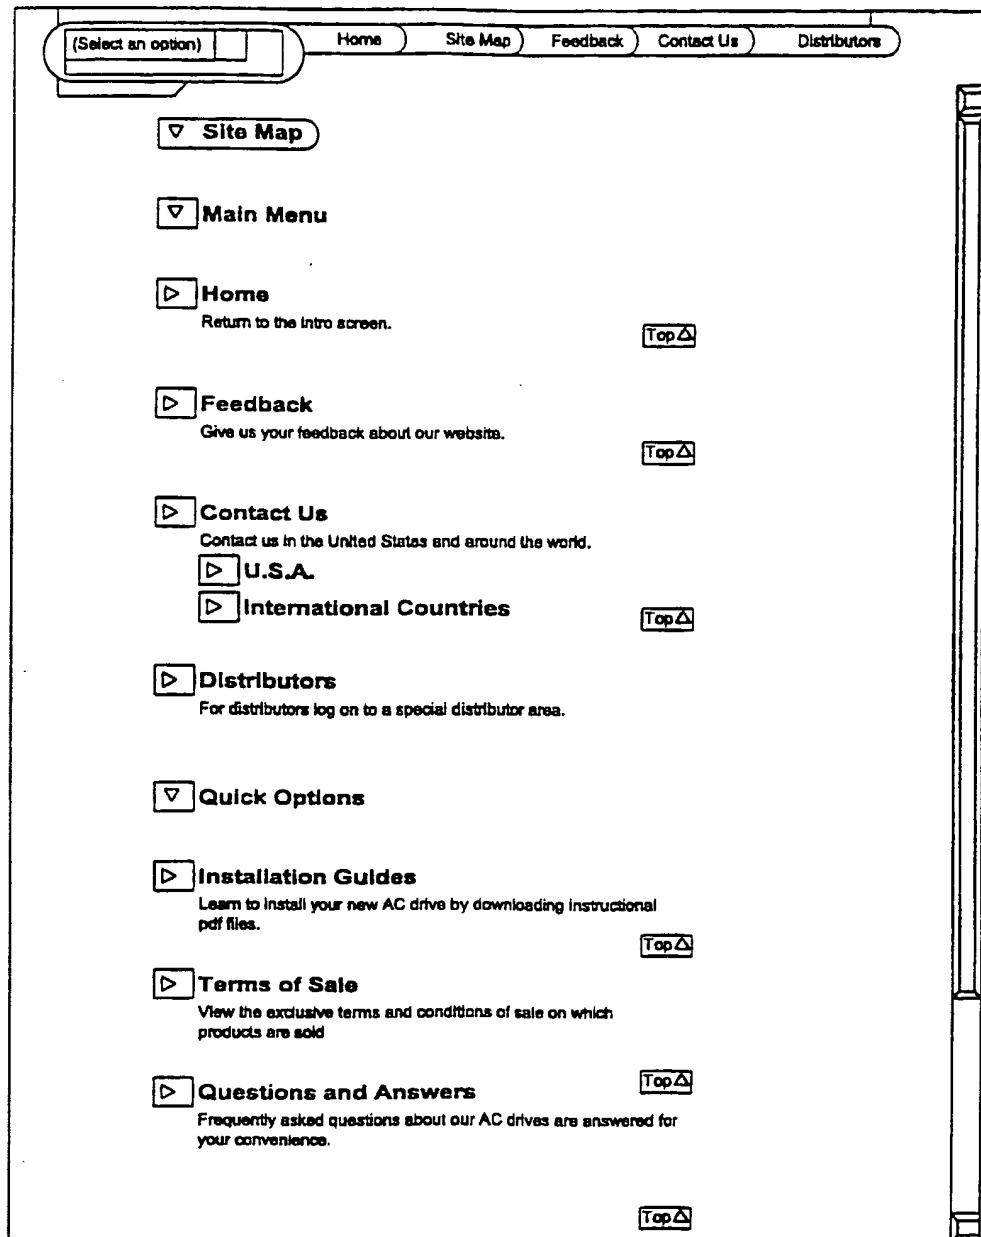 (Select an option) Home Site Map Feedback Contact Us Distributors
Site Map
Main Menu
Home
Return to the intro screen.
Top
Feedback
Give us your feedback about our website.
Top
Contact Us
Contact us in the United States and around the world.
U.S.A.
International Countries
Top
Distributors
For distributors log on to a special distributor area.
Quick Options
Installation Guides
Learn to install your new AC drive by downloading instructional
pdf files.
Top
Terms of Sale
View the exclusive terms and conditions of sale on which
products are sold
Top
Questions and Answers
Frequently asked questions about our AC drives are answered for
your convenience.
Top